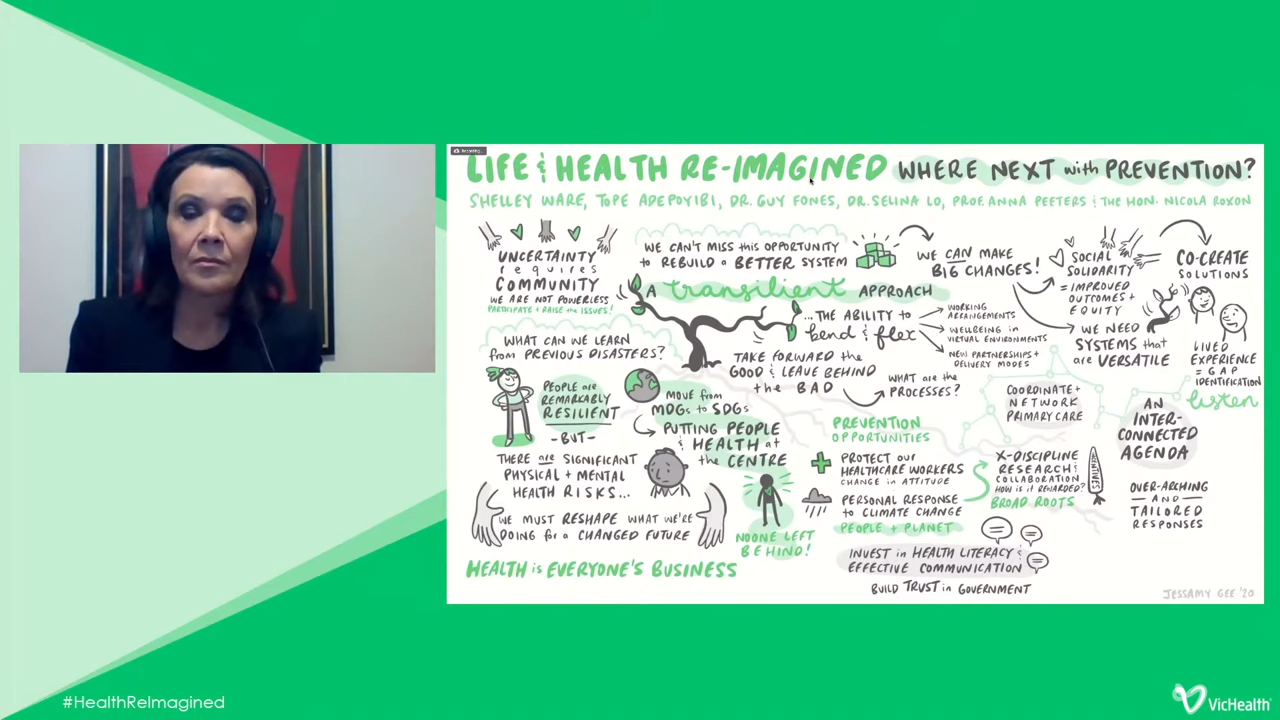 Recording...
LIFE & HEALTH RE-IMAGINED WHERE NEXT with PREVENTION?
SHELLEY WARE, TOPE ADEPOYIBI, DR. GUY FONES, DR. SELINA LO, PROF. ANNA PEETERS & THE HON. NICOLA ROXON
UNCERTAINTY
requires
COMMUNITY
WE ARE NOT POWERLESS
PARTICIPATE + RAISE the ISSUES!
WE CAN'T MISS this OPPORTUNITY
to REBUILD a BETTER SYSTEM
WE CAN MAKE
BIG CHANGES!
SOCIAL
SOLIDARITY
= IMPROVED
OUTCOMES +
EQUITY
CO-CREATE
SOLUTIONS
A transilient APPROACH
...THE ABILITY to
bend & flex
WORKING
ARRANGEMENTS
WELLBEING in
VIRTUAL ENVIRONMENTS
NEW PARTNERSHIPS +
DELIVERY MODES
WE NEED
SYSTEMS that
are VERSATILE
LIVED
EXPERIENCE
= GAP
IDENTIFICATION
listen
WHAT CAN WE LEARN
from PREVIOUS DISASTERS?
TAKE FORWARD the
GOOD & LEAVE BEHIND
the BAD
WHAT are the
PROCESSES?
COORDINATE +
NETWORK
PRIMARY CARE
AN
INTER-
CONNECTED
AGENDA
PEOPLE are
REMARKABLY
RESILIENT
- BUT -
THERE are SIGNIFICANT
PHYSICAL + MENTAL
HEALTH RISKS...
MOVE from
MDGs to SDGs
PUTTING PEOPLE
& HEALTH at
the CENTRE
PREVENTION
OPPORTUNITIES
PROTECT our
HEALTHCARE WORKERS
CHANGE in ATTITUDE
PERSONAL RESPONSE
to CLIMATE CHANGE
PEOPLE + PLANET
X-DISCIPLINE
RESEARCH &
COLLABORATION
HOW is it REWARDED?
BROAD ROOTS
OVER-ARCHING
- AND -
TAILORED
RESPONSES
WE MUST RESHAPE WHAT WE'RE
DOING for a CHANGED FUTURE
NO ONE LEFT
BEHIND!
INVEST in HEALTH LITERACY &
EFFECTIVE COMMUNICATION
BUILD TRUST in GOVERNMENT
HEALTH is EVERYONE'S BUSINESS
JESSAMY GEE '20
#HealthReImagined
VicHealth